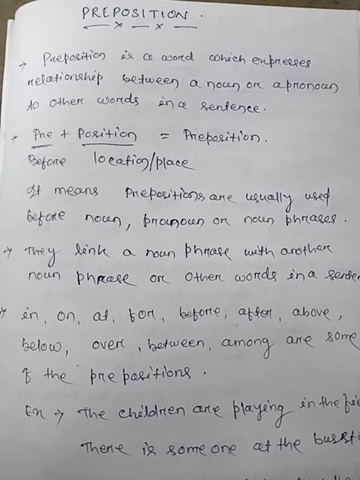 PREPOSITION.
→ Preposition is a word which expresses
relationship between a noun or a pronoun
to other words in a sentence.
→ Pre + Position = Preposition.
Before location/place
It means Prepositions are usually used
before noun, pronoun or noun phrases.
→ They link a noun phrase with another
noun phrase or other words in a senten
→ in, on, at, for, before, after, above,
below, over, between, among are some
of the prepositions.
Ex → The children are playing in the fie
There is some one at the busst